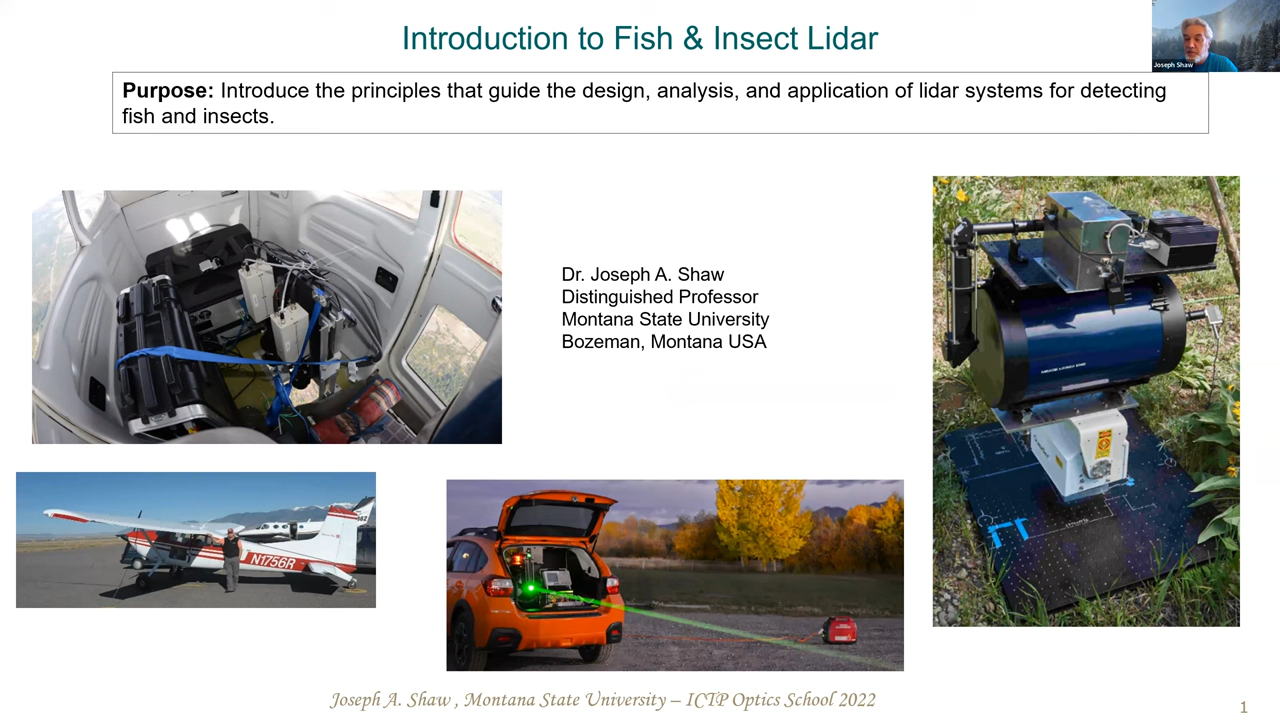 Introduction to Fish & Insect Lidar
Joseph Shaw
Purpose: Introduce the principles that guide the design, analysis, and application of lidar systems for detecting
fish and insects.
Dr. Joseph A. Shaw
Distinguished Professor
Montana State University
Bozeman, Montana USA
N1756R
Joseph A. Shaw , Montana State University – ICTP Optics School 2022
1